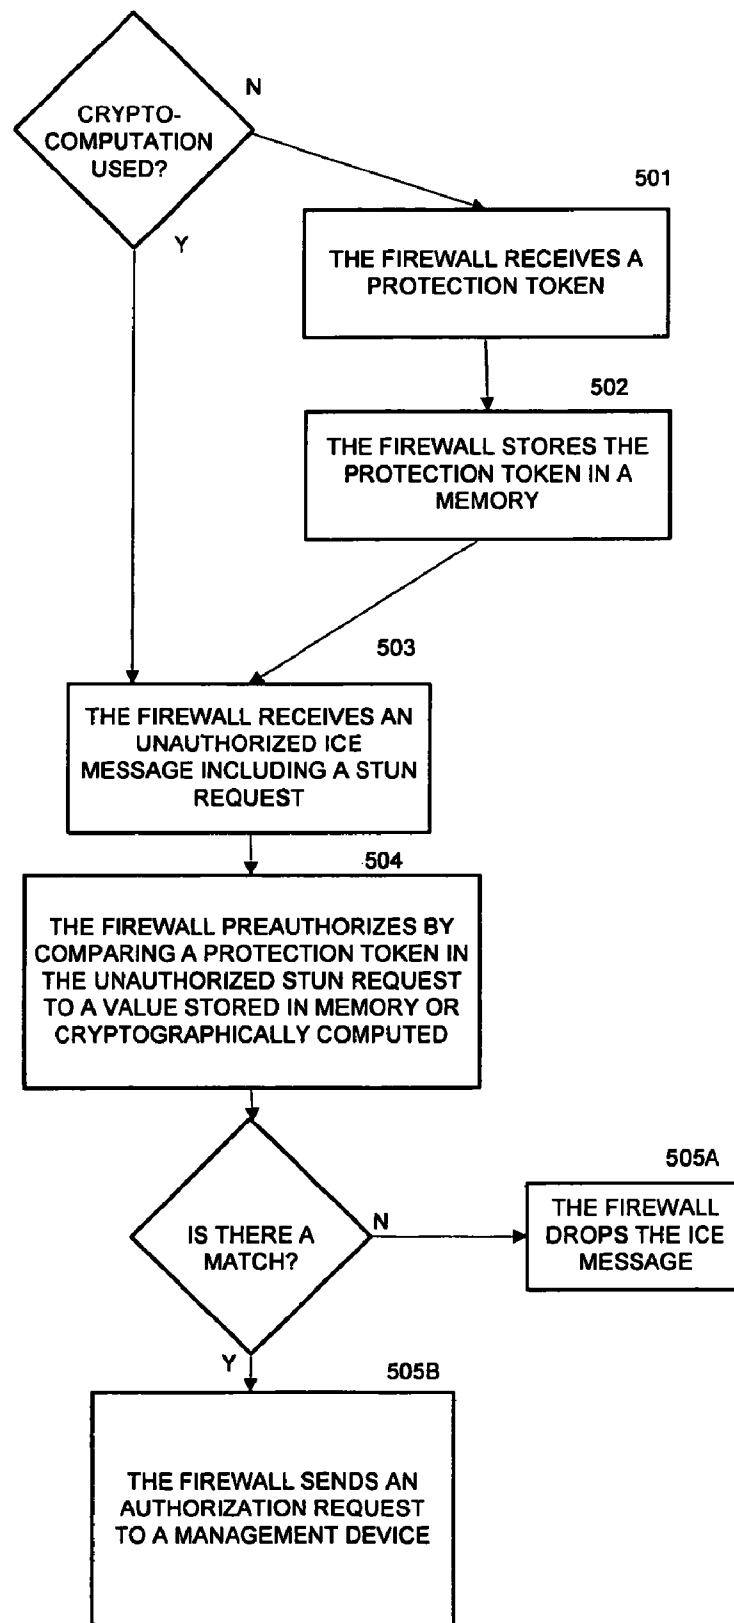 N
CRYPTO-
COMPUTATION
USED?
Y
501
THE FIREWALL RECEIVES A
PROTECTION TOKEN
502
THE FIREWALL STORES THE
PROTECTION TOKEN IN A
MEMORY
503
THE FIREWALL RECEIVES AN
UNAUTHORIZED ICE
MESSAGE INCLUDING A STUN
REQUEST
504
THE FIREWALL PREAUTHORIZES BY
COMPARING A PROTECTION TOKEN IN
THE UNAUTHORIZED STUN REQUEST
TO A VALUE STORED IN MEMORY OR
CRYPTOGRAPHICALLY COMPUTED
505A
IS THERE A
MATCH?
N
THE FIREWALL
DROPS THE ICE
MESSAGE
Y
505B
THE FIREWALL SENDS AN
AUTHORIZATION REQUEST
TO A MANAGEMENT DEVICE